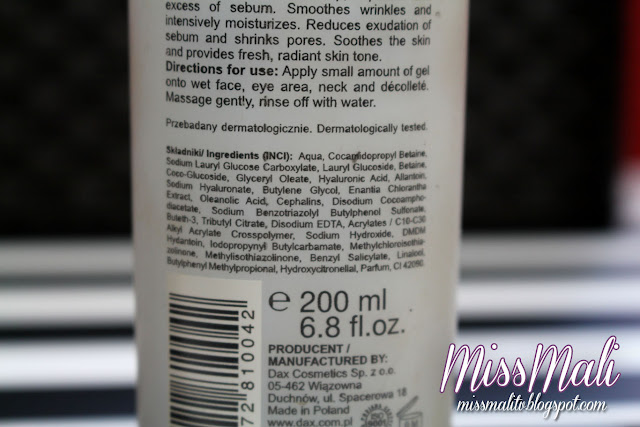 excess of sebum. Smoothes wrinkles and
intensively moisturizes. Reduces exudation of
sebum and shrinks pores. Soothes the skin
and provides fresh, radiant skin tone.
Directions for use: Apply small amount of gel
onto wet face, eye area, neck and décolleté.
Massage gently, rinse off with water.
Przebadany dermatologicznie. Dermatologically tested.
Składniki/ Ingredients (INCI): Aqua, Cocamidopropyl Betaine,
Sodium Lauryl Glucose Carboxylate, Lauryl Glucoside, Betaine,
Coco-Glucoside, Glyceryl Oleate, Hyaluronic Acid, Allantoin,
Sodium Hyaluronate, Butylene Glycol, Enantia Chlorantha
Extract, Oleanolic Acid, Cephalins, Disodium Cocoampho-
diacetate, Sodium Benzotriazolyl Butylphenol Sulfonate,
Buteth-3, Tributyl Citrate, Disodium EDTA, Acrylates / C10-C30
Alkyl Acrylate Crosspolymer, Sodium Hydroxide, DMDM
Hydantoin, Iodopropynyl Butylcarbamate, Methylchloroisothia-
zolinone, Methylisothiazolinone, Benzyl Salicylate, Linalool,
Butylphenyl Methylpropional, Hydroxycitronellal, Parfum, CI 42090.
e 200 ml
6.8 fl.oz.
PRODUCENT /
MANUFACTURED BY:
Dax Cosmetics Sp. z o.o.
05-462 Wiązowna
Duchnów, ul. Spacerowa 18
Made in Poland
www.dax.com.pl
72810042
MissMali
missmalitv.blogspot.com